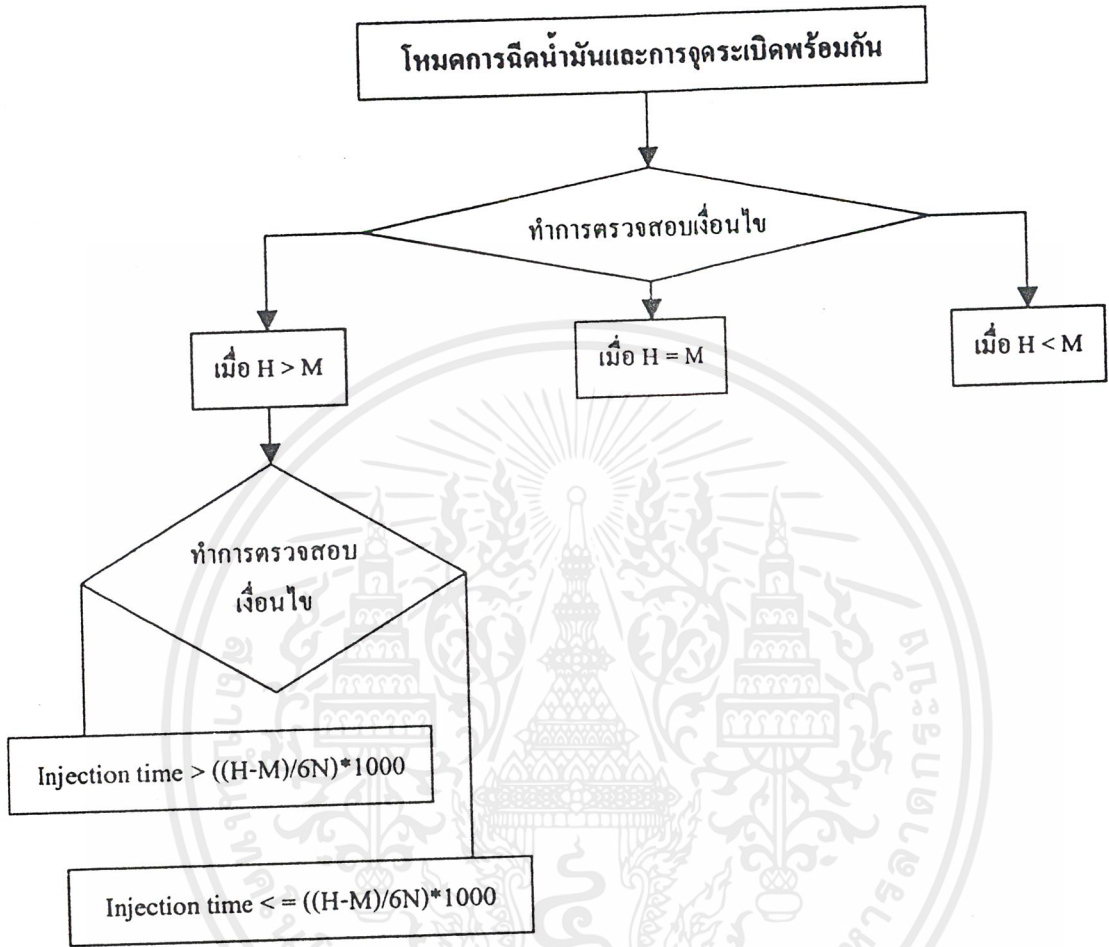 โหมดการฉีดน้ำมันและการจุดระเบิดพร้อมกัน
ทำการตรวจสอบเงื่อนไข
เมื่อ H > M
เมื่อ H = M
เมื่อ H < M
ทำการตรวจสอบ
เงื่อนไข
Injection time > ((H-M)/6N)*1000
Injection time < = ((H-M)/6N)*1000